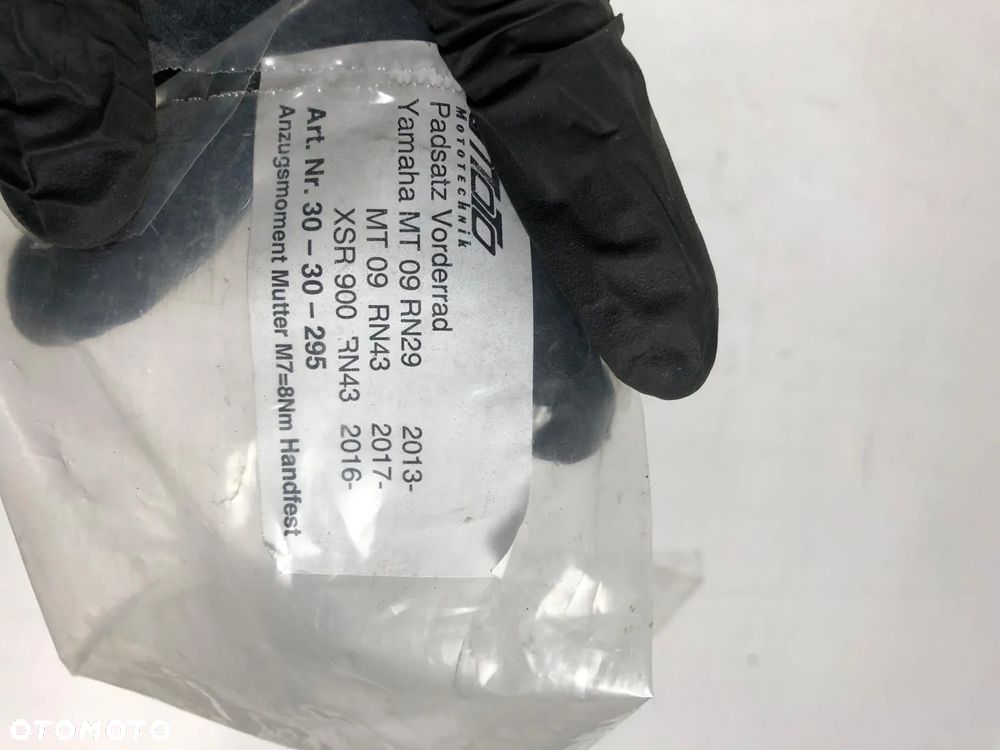 MOTOTECHNIK
Padsatz Vorderrad
Yamaha MT 09 RN29 2013-
MT 09 RN43 2017-
XSR 900 RN43 2016-
Art. Nr. 30 – 30 – 295
Anzugsmoment Mutter M7=8Nm Handfest
OTOMOTO